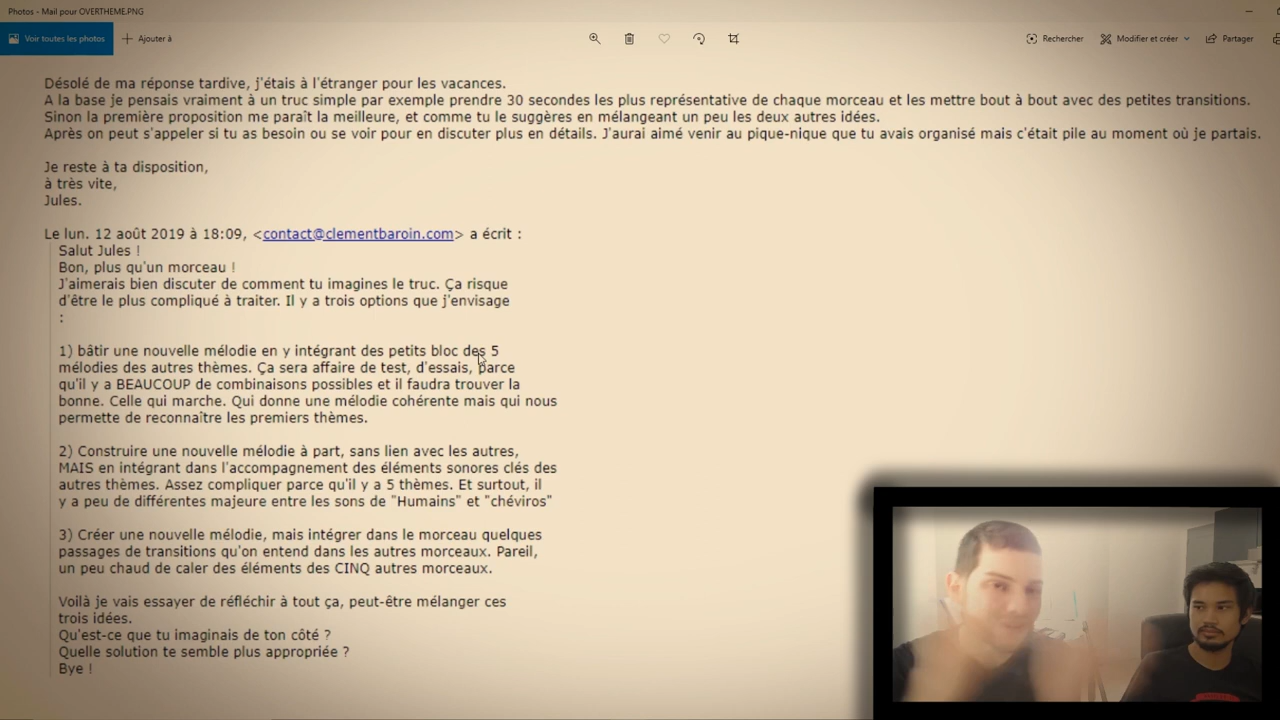 Photos - Mail pour OVERTHEME.PNG
Voir toutes les photos
Ajouter à
Rechercher
Modifier et créer
Partager
Désolé de ma réponse tardive, j'étais à l'étranger pour les vacances.
A la base je pensais vraiment à un truc simple par exemple prendre 30 secondes les plus représentative de chaque morceau et les mettre bout à bout avec des petites transitions.
Sinon la première proposition me paraît la meilleure, et comme tu le suggères en mélangeant un peu les deux autres idées.
Après on peut s'appeler si tu as besoin ou se voir pour en discuter plus en détails. J'aurai aimé venir au pique-nique que tu avais organisé mais c'était pile au moment où je partais.
Je reste à ta disposition,
à très vite,
Jules.
Le lun. 12 août 2019 à 18:09, <contact@clementbaroin.com> a écrit :
Salut Jules !
Bon, plus qu'un morceau !
J'aimerais bien discuter de comment tu imagines le truc. Ça risque
d'être le plus compliqué à traiter. Il y a trois options que j'envisage
:
1) bâtir une nouvelle mélodie en y intégrant des petits bloc des 5
mélodies des autres thèmes. Ça sera affaire de test, d'essais, parce
qu'il y a BEAUCOUP de combinaisons possibles et il faudra trouver la
bonne. Celle qui marche. Qui donne une mélodie cohérente mais qui nous
permette de reconnaître les premiers thèmes.
2) Construire une nouvelle mélodie à part, sans lien avec les autres,
MAIS en intégrant dans l'accompagnement des éléments sonores clés des
autres thèmes. Assez compliquer parce qu'il y a 5 thèmes. Et surtout, il
y a peu de différentes majeure entre les sons de "Humains" et "chéviros"
3) Créer une nouvelle mélodie, mais intégrer dans le morceau quelques
passages de transitions qu'on entend dans les autres morceaux. Pareil,
un peu chaud de caler des éléments des CINQ autres morceaux.
Voilà je vais essayer de réfléchir à tout ça, peut-être mélanger ces
trois idées.
Qu'est-ce que tu imaginais de ton côté ?
Quelle solution te semble plus appropriée ?
Bye !